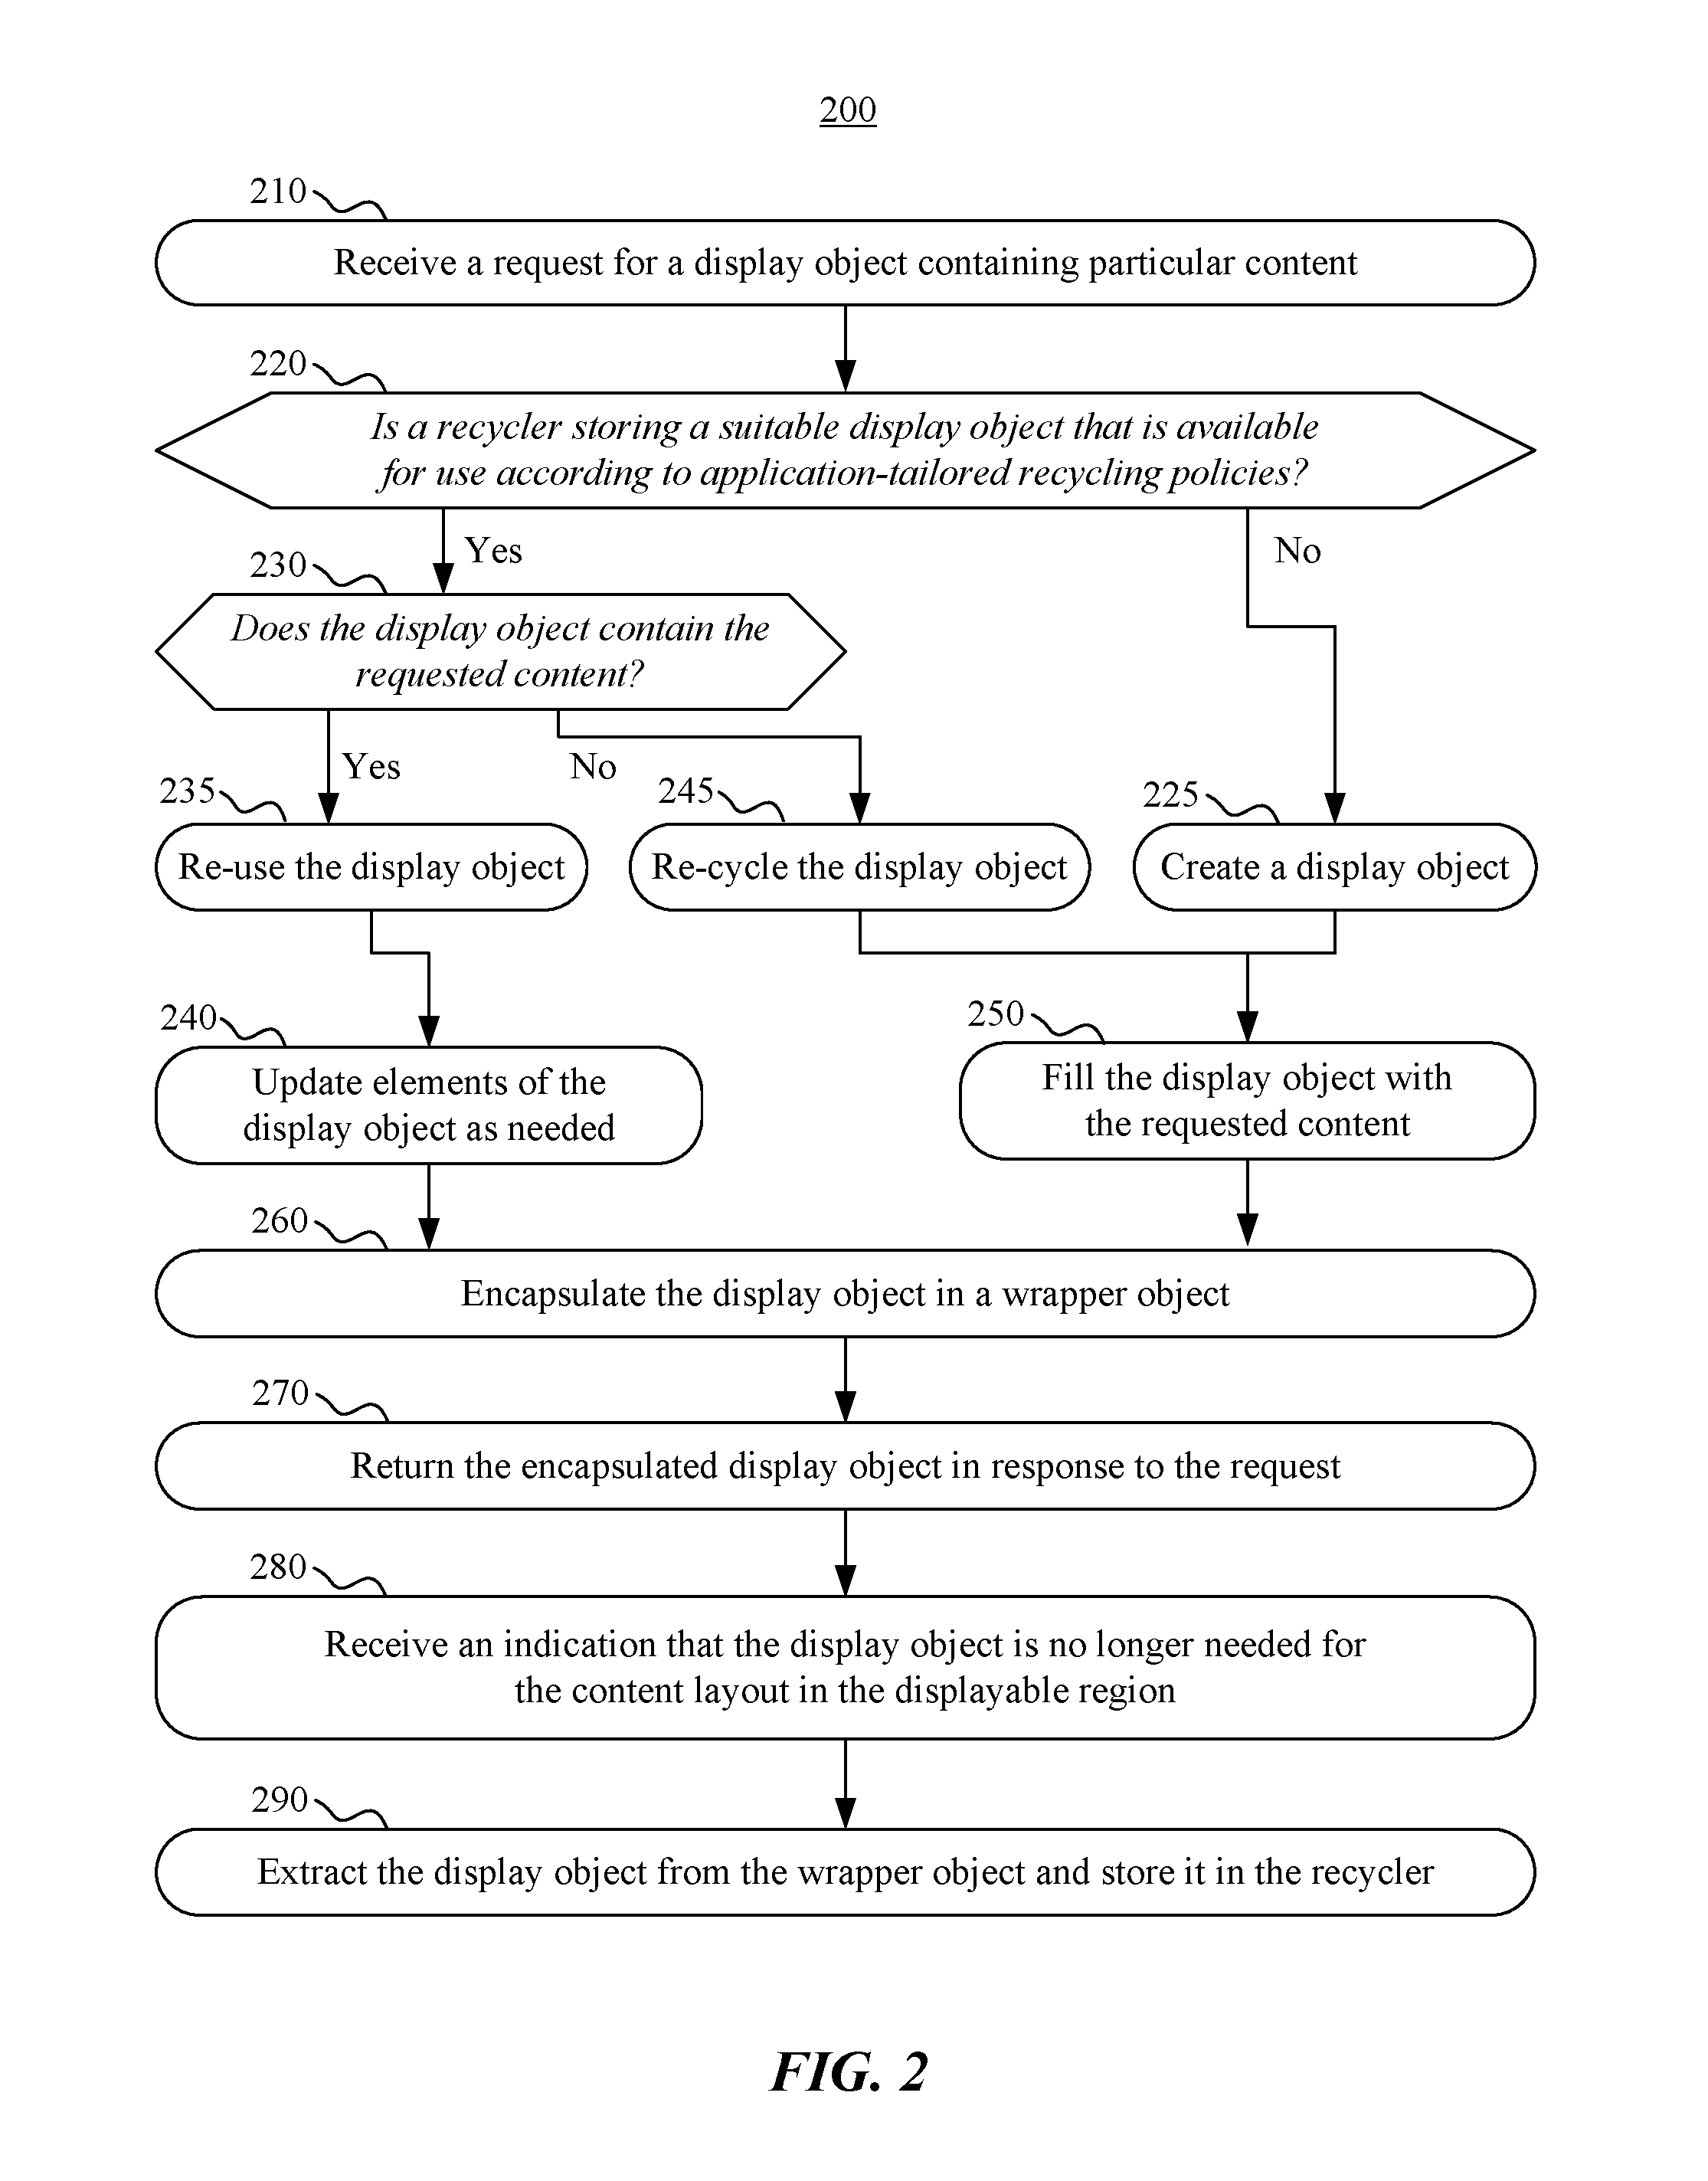 200
210
Receive a request for a display object containing particular content
220
Is a recycler storing a suitable display object that is available
for use according to application-tailored recycling policies?
Yes
No
230
Does the display object contain the
requested content?
Yes
No
235
245
225
Re-use the display object
Re-cycle the display object
Create a display object
240
250
Update elements of the
display object as needed
Fill the display object with
the requested content
260
Encapsulate the display object in a wrapper object
270
Return the encapsulated display object in response to the request
280
Receive an indication that the display object is no longer needed for
the content layout in the displayable region
290
Extract the display object from the wrapper object and store it in the recycler
FIG. 2